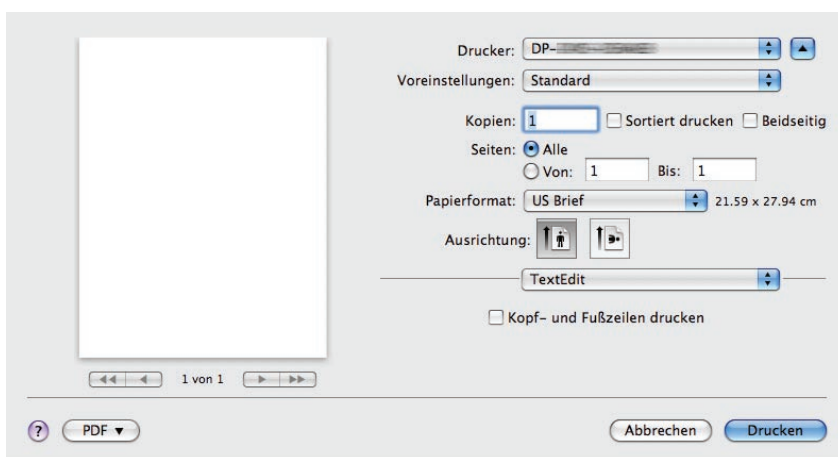 Drucker: DP-
Voreinstellungen: Standard
Kopien: 1 Sortiert drucken Beidseitig
Seiten: Alle
Von: 1 Bis: 1
Papierformat: US Brief 21.59 x 27.94 cm
Ausrichtung:
TextEdit
Kopf- und Fußzeilen drucken
1 von 1
? PDF Abbrechen Drucken